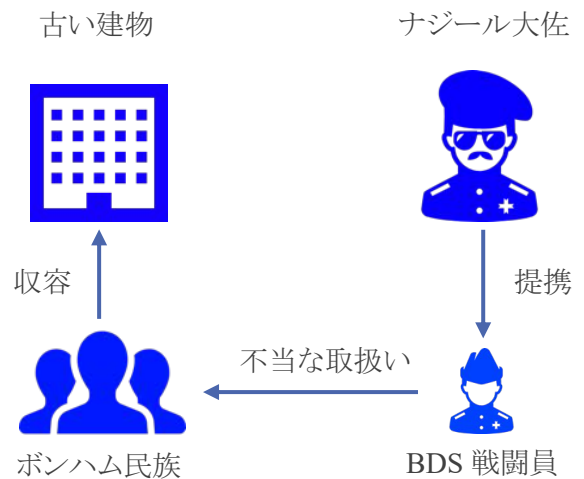 古い建物
ナジール大佐
収容
提携
不当な取扱い
ボンハム民族
BDS 戦闘員